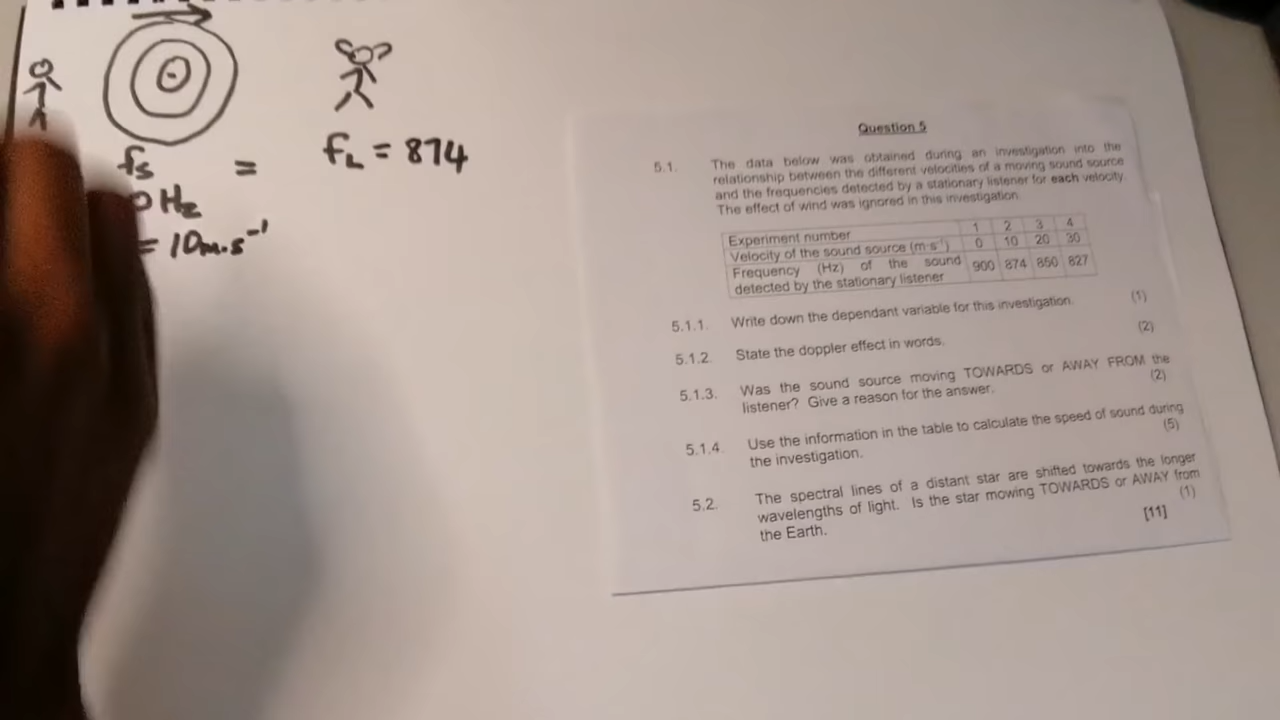 fs = fL = 874
0 Hz
= 10m·s⁻¹
Question 5
5.1. The data below was obtained during an investigation into the
relationship between the different velocities of a moving sound source
and the frequencies detected by a stationary listener for each velocity.
The effect of wind was ignored in this investigation.
Experiment number 1 2 3 4
Velocity of the sound source (m·s⁻¹) 0 10 20 30
Frequency (Hz) of the sound
detected by the stationary listener 900 874 850 827
5.1.1. Write down the dependant variable for this investigation. (1)
5.1.2. State the doppler effect in words. (2)
5.1.3. Was the sound source moving TOWARDS or AWAY FROM the
listener? Give a reason for the answer. (2)
5.1.4. Use the information in the table to calculate the speed of sound during
the investigation. (5)
5.2. The spectral lines of a distant star are shifted towards the longer
wavelengths of light. Is the star mowing TOWARDS or AWAY from
the Earth. (1)
[11]